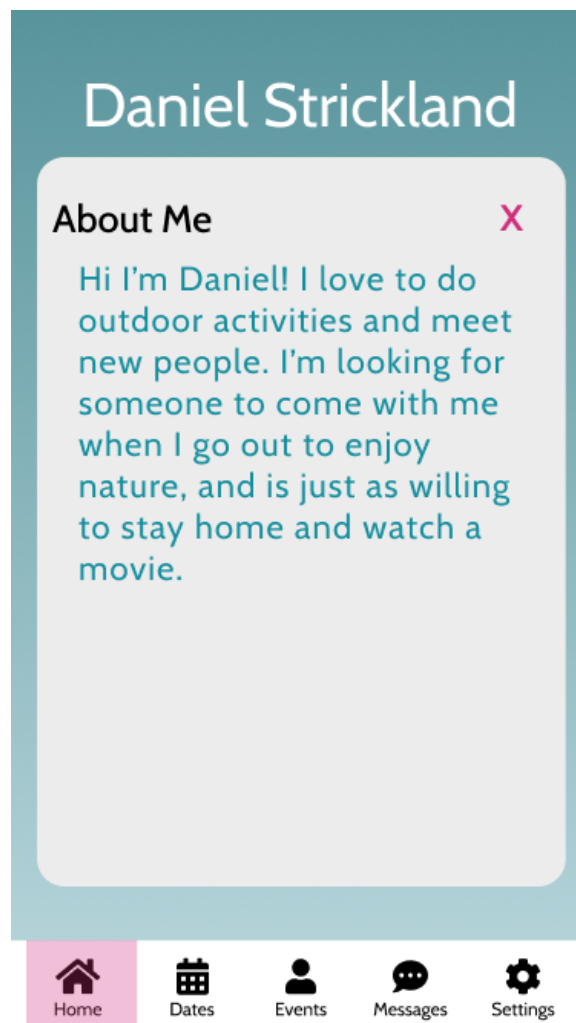 Daniel Strickland
About Me
X
Hi I'm Daniel! I love to do
outdoor activities and meet
new people. I'm looking for
someone to come with me
when I go out to enjoy
nature, and is just as willing
to stay home and watch a
movie.
Home
Dates
Events
Messages
Settings